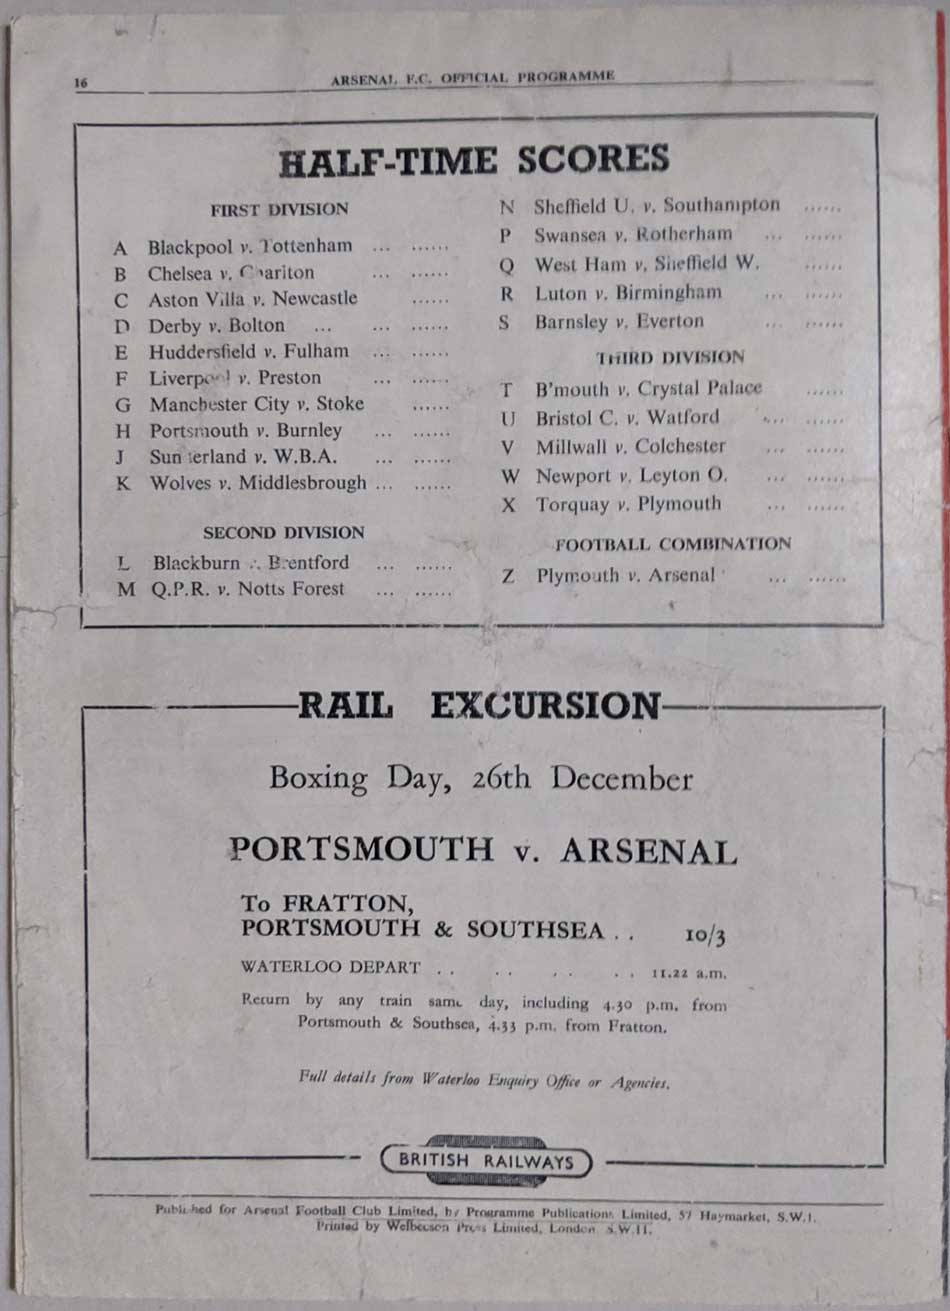 16
ARSENAL F.C. OFFICIAL PROGRAMME
HALF-TIME SCORES
FIRST DIVISION
A Blackpool v. Tottenham ... ......
B Chelsea v. Charlton ... ......
C Aston Villa v. Newcastle ......
D Derby v. Bolton ... ... ......
E Huddersfield v. Fulham ... ......
F Liverpool v. Preston ... ......
G Manchester City v. Stoke ......
H Portsmouth v. Burnley ... ......
J Sunderland v. W.B.A. ... ......
K Wolves v. Middlesbrough ... ......
SECOND DIVISION
L Blackburn v. Brentford ... ......
M Q.P.R. v. Notts Forest ... ......
N Sheffield U. v. Southampton ......
P Swansea v. Rotherham ... ......
Q West Ham v. Sheffield W. ......
R Luton v. Birmingham ... ......
S Barnsley v. Everton ... ......
THIRD DIVISION
T B'mouth v. Crystal Palace ......
U Bristol C. v. Watford ... ......
V Millwall v. Colchester ... ......
W Newport v. Leyton O. ... ......
X Torquay v. Plymouth ... ......
FOOTBALL COMBINATION
Z Plymouth v. Arsenal ... ......
RAIL EXCURSION
Boxing Day, 26th December
PORTSMOUTH v. ARSENAL
To FRATTON,
PORTSMOUTH & SOUTHSEA . . 10/3
WATERLOO DEPART . . . . . . . . 11.22 a.m.
Return by any train same day, including 4.30 p.m. from
Portsmouth & Southsea, 4.33 p.m. from Fratton.
Full details from Waterloo Enquiry Office or Agencies.
BRITISH RAILWAYS
Published for Arsenal Football Club Limited, by Programme Publications Limited, 57 Haymarket, S.W.1.
Printed by Welbecson Press Limited, London S.W.11.